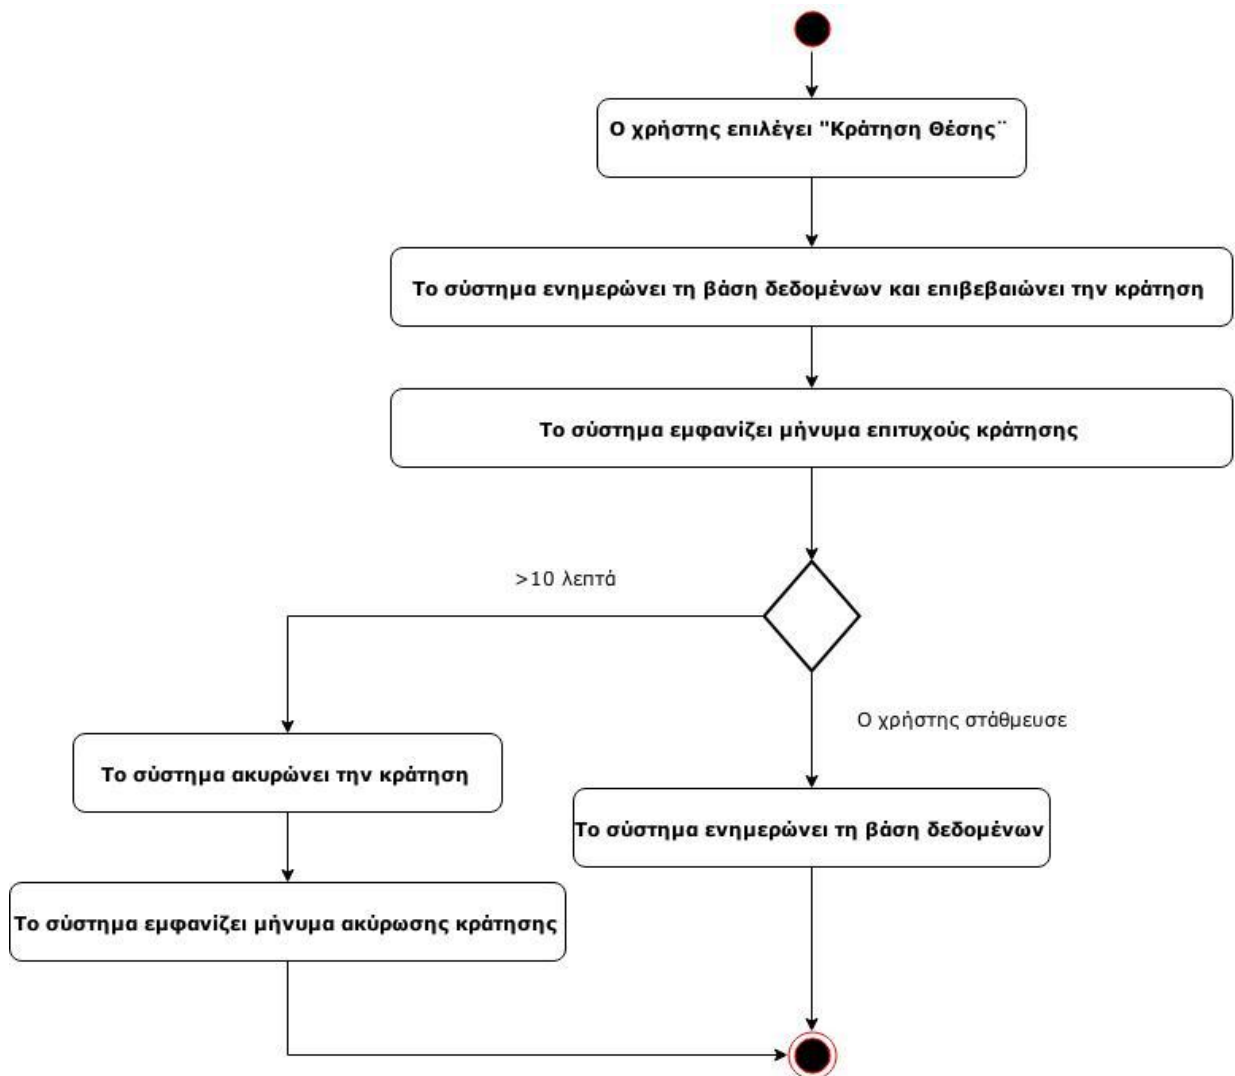 Ο χρήστης επιλέγει "Κράτηση Θέσης¨
Το σύστημα ενημερώνει τη βάση δεδομένων και επιβεβαιώνει την κράτηση
Το σύστημα εμφανίζει μήνυμα επιτυχούς κράτησης
>10 λεπτά
Ο χρήστης στάθμευσε
Το σύστημα ακυρώνει την κράτηση
Το σύστημα ενημερώνει τη βάση δεδομένων
Το σύστημα εμφανίζει μήνυμα ακύρωσης κράτησης